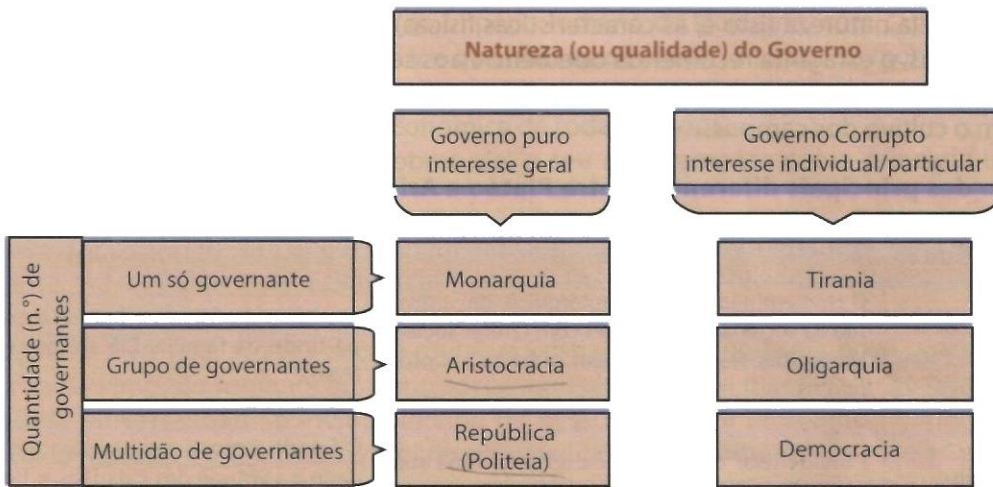 Natureza (ou qualidade) do Governo
Governo puro
interesse geral
Governo Corrupto
interesse individual/particular
Quantidade (n.º) de
governantes
Um só governante
Monarquia
Tirania
Grupo de governantes
Aristocracia
Oligarquia
Multidão de governantes
República
(Politeia)
Democracia